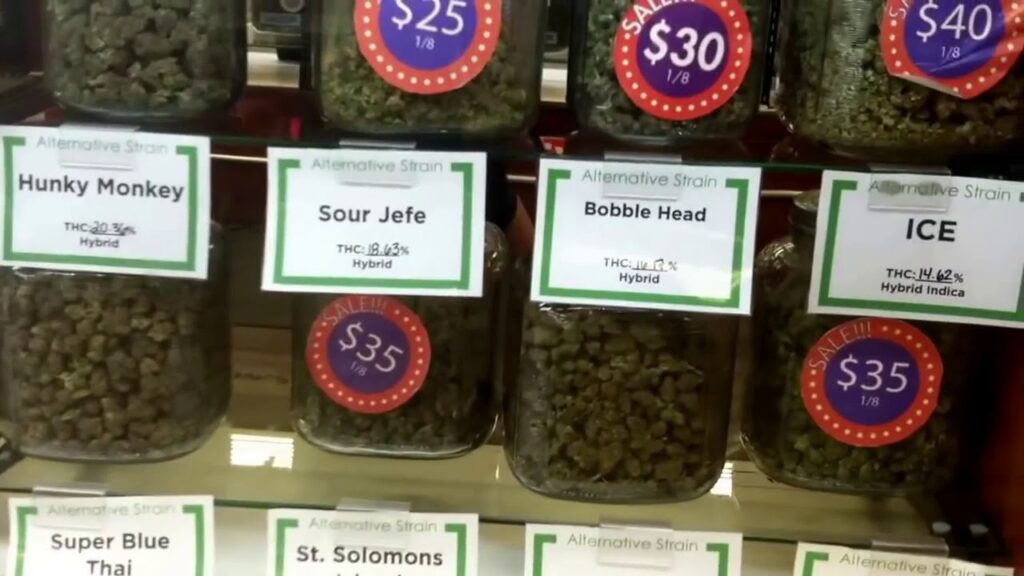 $25
1/8
SALE!!!
$30
1/8
$40
1/8
Alternative Strain
Hunky Monkey
THC: 20.36%
Hybrid
Alternative Strain
Sour Jefe
THC: 18.63%
Hybrid
Alternative Strain
Bobble Head
THC: %
Hybrid
Alternative Strain
ICE
THC: 14.62%
Hybrid Indica
SALE!!!
$35
1/8
SALE!!!
$35
1/8
Alternative Strain
Super Blue
Thai
Alternative Strain
St. Solomons
Alternative Strain
Alternative Strain